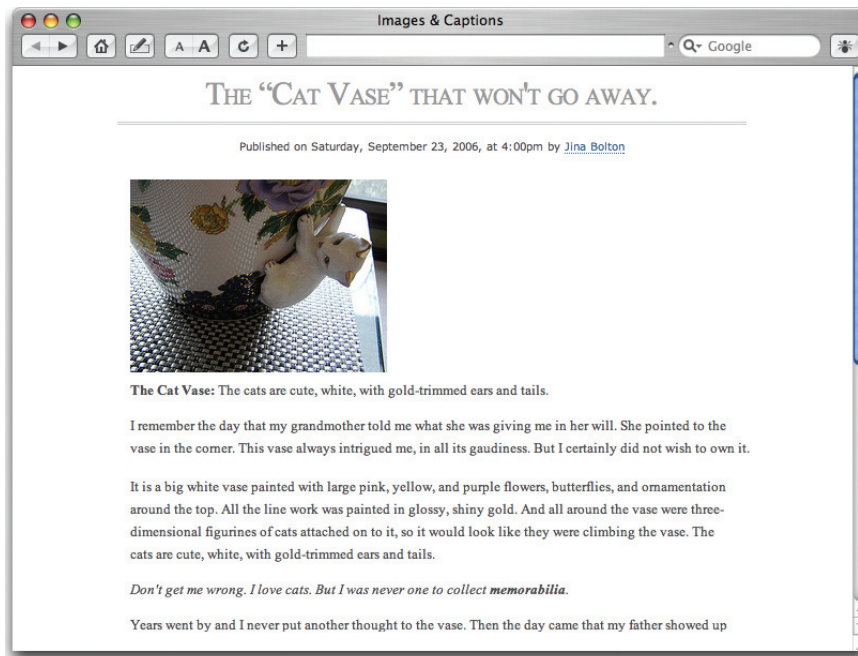 Images & Captions
A A
Google
The “Cat Vase” that won't go away.
Published on Saturday, September 23, 2006, at 4:00pm by Jina Bolton
The Cat Vase: The cats are cute, white, with gold-trimmed ears and tails.
I remember the day that my grandmother told me what she was giving me in her will. She pointed to the
vase in the corner. This vase always intrigued me, in all its gaudiness. But I certainly did not wish to own it.
It is a big white vase painted with large pink, yellow, and purple flowers, butterflies, and ornamentation
around the top. All the line work was painted in glossy, shiny gold. And all around the vase were three-
dimensional figurines of cats attached on to it, so it would look like they were climbing the vase. The
cats are cute, white, with gold-trimmed ears and tails.
Don't get me wrong. I love cats. But I was never one to collect memorabilia.
Years went by and I never put another thought to the vase. Then the day came that my father showed up